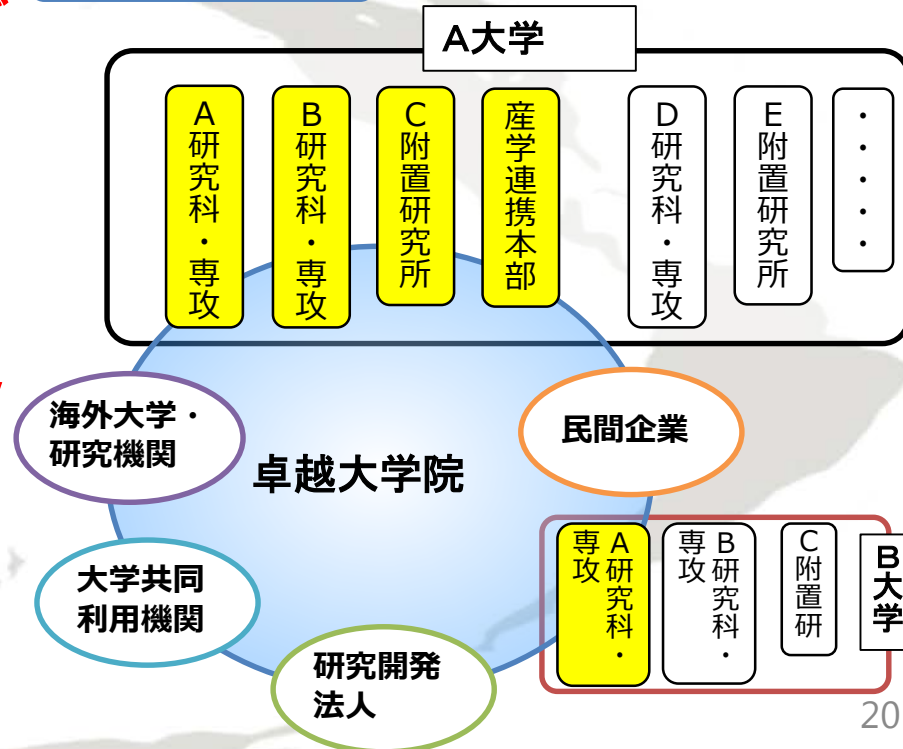 A大学
A研究科・専攻
B研究科・専攻
C附置研究所
産学連携本部
D研究科・専攻
E附置研究所
・・・・・
海外大学・
研究機関
民間企業
卓越大学院
大学共同
利用機関
研究開発
法人
A研究科・
専攻
B研究科・
専攻
C附置研
B大学
20